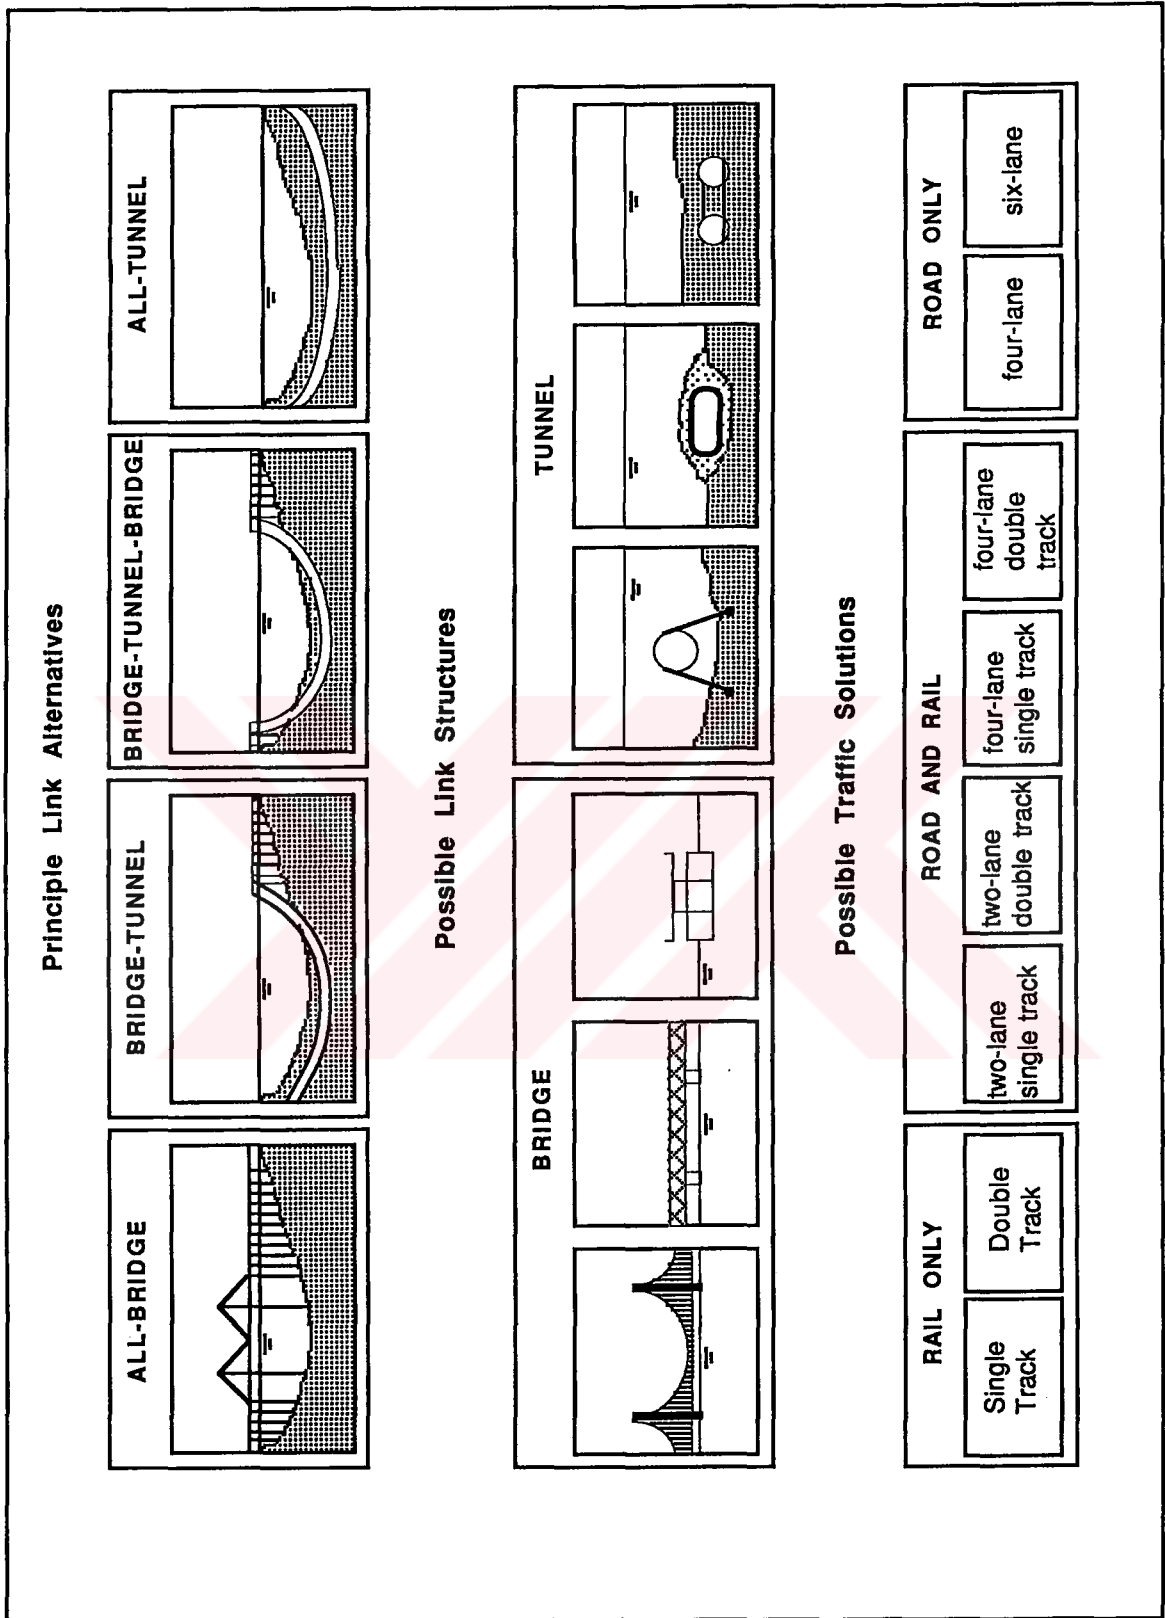 Principle Link Alternatives
ALL-BRIDGE
BRIDGE-TUNNEL
BRIDGE-TUNNEL-BRIDGE
ALL-TUNNEL
Possible Link Structures
BRIDGE
TUNNEL
Possible Traffic Solutions
RAIL ONLY
Single
Track
Double
Track
ROAD AND RAIL
two-lane
single track
two-lane
double track
four-lane
single track
four-lane
double
track
ROAD ONLY
four-lane
six-lane